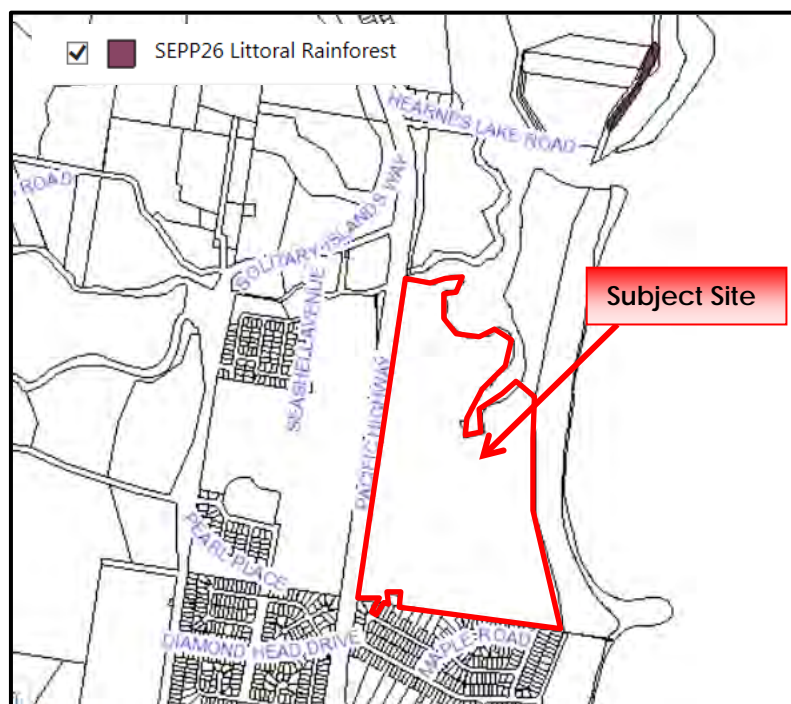 SEPP26 Littoral Rainforest
HEARNES LAKE ROAD
ROAD
SOLITARY ISLANDS WAY
Subject Site
SEASHELL AVENUE
PACIFIC HIGHWAY
PEARL PLACE
DIAMOND HEAD DRIVE
MAPLE ROAD